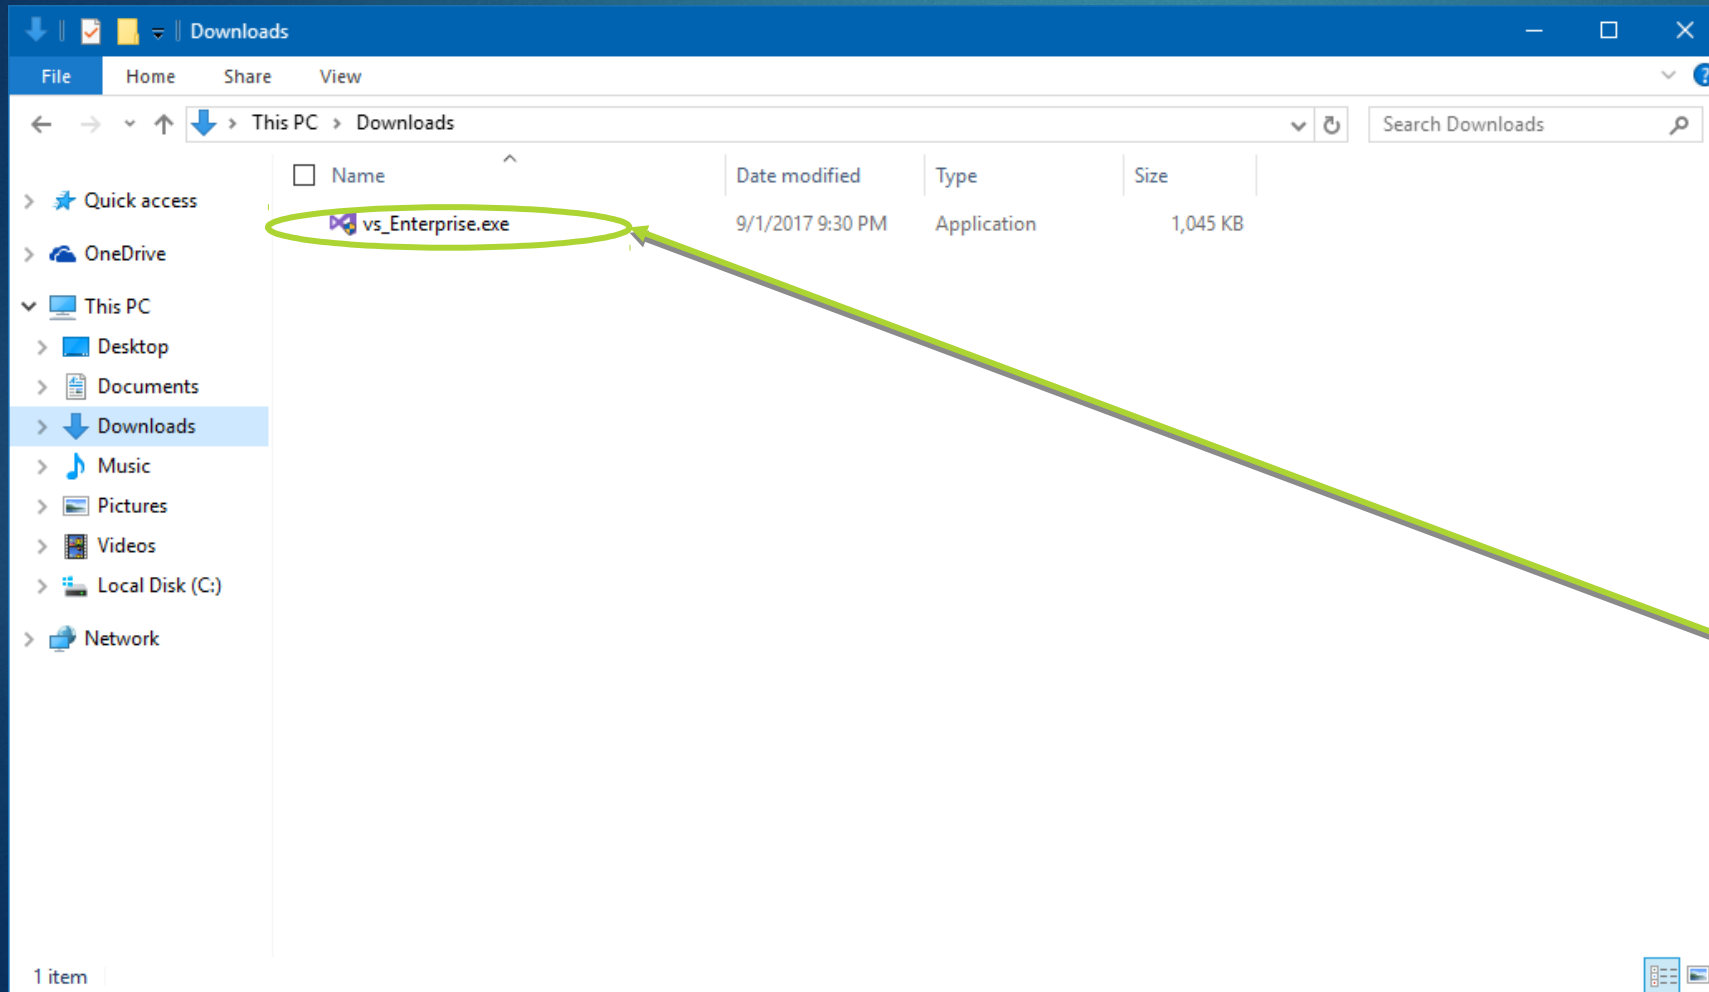 Downloads
File Home Share View
This PC Downloads Search Downloads
Name Date modified Type Size
vs_Enterprise.exe 9/1/2017 9:30 PM Application 1,045 KB
Quick access
OneDrive
This PC
Desktop
Documents
Downloads
Music
Pictures
Videos
Local Disk (C:)
Network
1 item